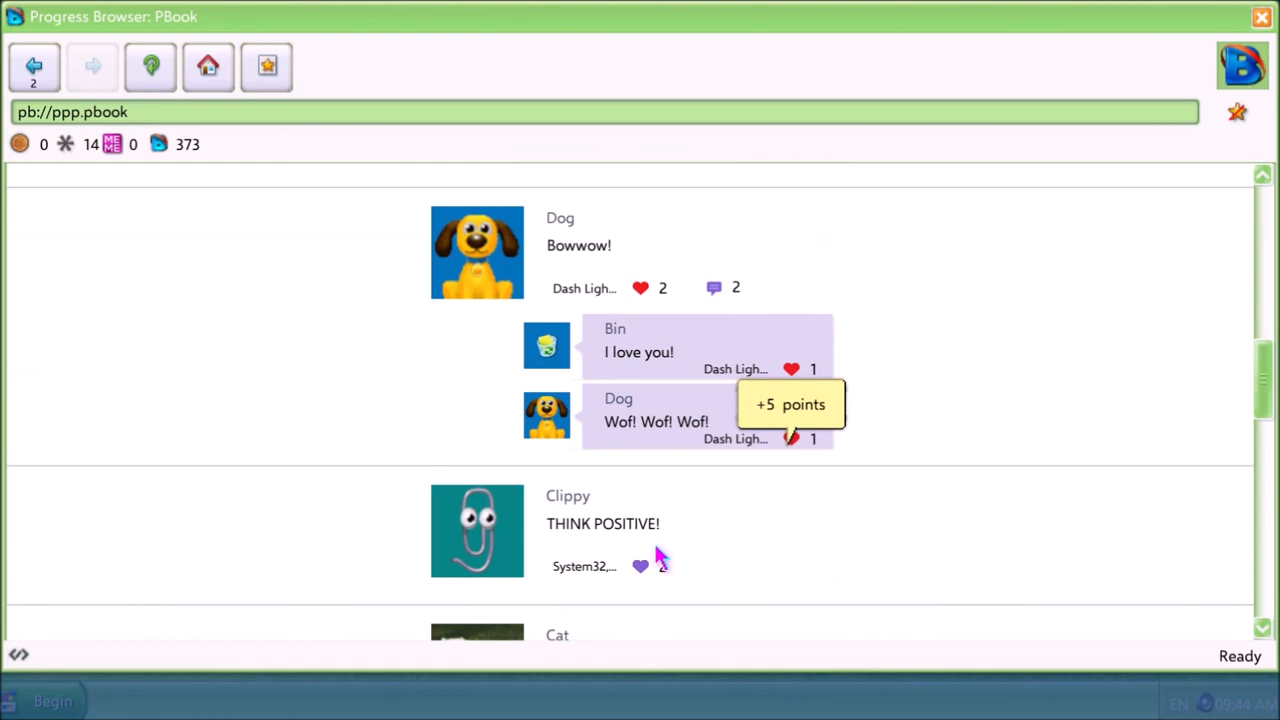 Progress Browser: PBook
2
pb://ppp.pbook
0 14 MEME 0 373
Dog
Bowwow!
Dash Ligh... 2 2
Bin
I love you!
Dash Ligh... 1
Dog
+5 points
Wof! Wof! Wof!
Dash Ligh... 1
Clippy
THINK POSITIVE!
System32,...
Cat
Ready
Begin
EN 09:44 AM